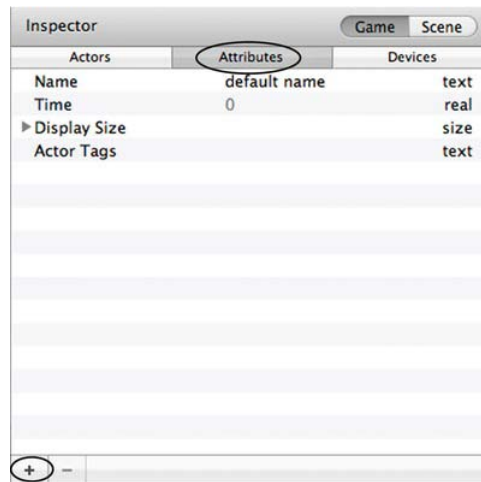 Inspector Game Scene
Actors Attributes Devices
Name default name text
Time 0 real
Display Size size
Actor Tags text
+ −